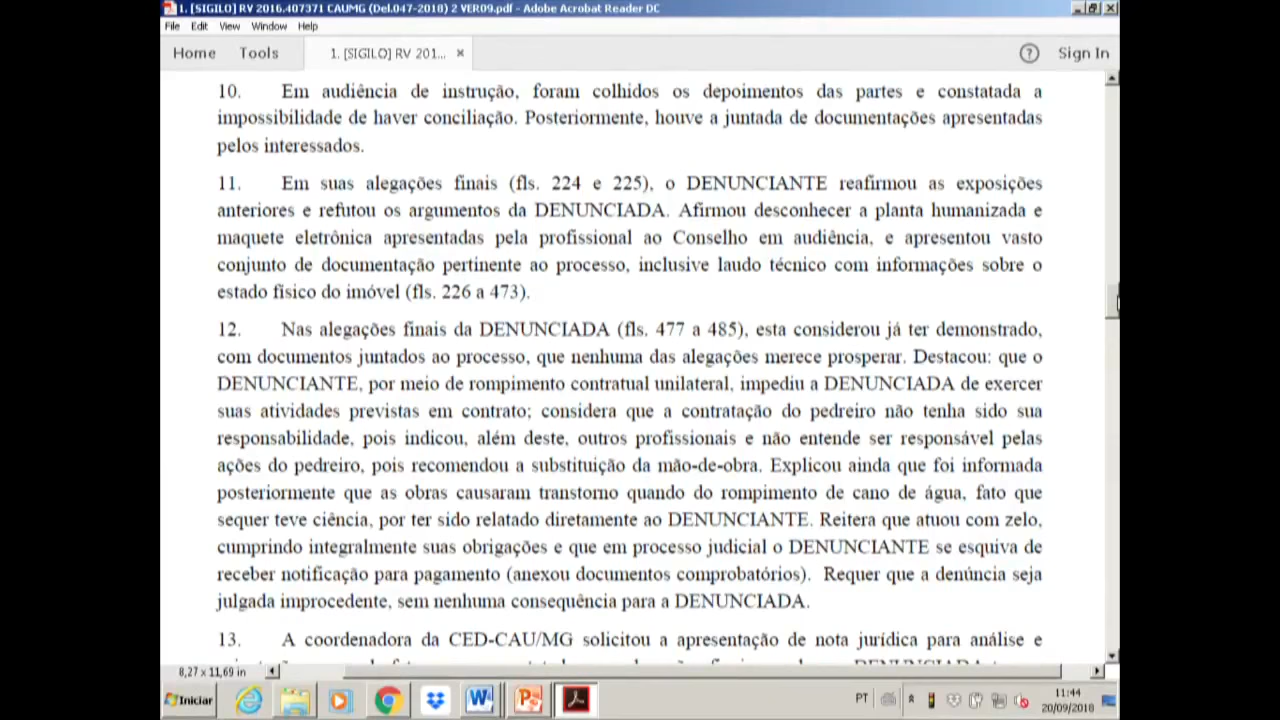 1. [SIGILO] RV 2016.407371 CAUMG (Del.047-2018) 2 VER09.pdf - Adobe Acrobat Reader DC
File Edit View Window Help
Home Tools 1. [SIGILO] RV 201... × ? Sign In
10. Em audiência de instrução, foram colhidos os depoimentos das partes e constatada a
impossibilidade de haver conciliação. Posteriormente, houve a juntada de documentações apresentadas
pelos interessados.
11. Em suas alegações finais (fls. 224 e 225), o DENUNCIANTE reafirmou as exposições
anteriores e refutou os argumentos da DENUNCIADA. Afirmou desconhecer a planta humanizada e
maquete eletrônica apresentadas pela profissional ao Conselho em audiência, e apresentou vasto
conjunto de documentação pertinente ao processo, inclusive laudo técnico com informações sobre o
estado físico do imóvel (fls. 226 a 473).
12. Nas alegações finais da DENUNCIADA (fls. 477 a 485), esta considerou já ter demonstrado,
com documentos juntados ao processo, que nenhuma das alegações merece prosperar. Destacou: que o
DENUNCIANTE, por meio de rompimento contratual unilateral, impediu a DENUNCIADA de exercer
suas atividades previstas em contrato; considera que a contratação do pedreiro não tenha sido sua
responsabilidade, pois indicou, além deste, outros profissionais e não entende ser responsável pelas
ações do pedreiro, pois recomendou a substituição da mão-de-obra. Explicou ainda que foi informada
posteriormente que as obras causaram transtorno quando do rompimento de cano de água, fato que
sequer teve ciência, por ter sido relatado diretamente ao DENUNCIANTE. Reitera que atuou com zelo,
cumprindo integralmente suas obrigações e que em processo judicial o DENUNCIANTE se esquiva de
receber notificação para pagamento (anexou documentos comprobatórios). Requer que a denúncia seja
julgada improcedente, sem nenhuma consequência para a DENUNCIADA.
13. A coordenadora da CED-CAU/MG solicitou a apresentação de nota jurídica para análise e
8,27 x 11,69 in
Iniciar PT 11:44
20/09/2018